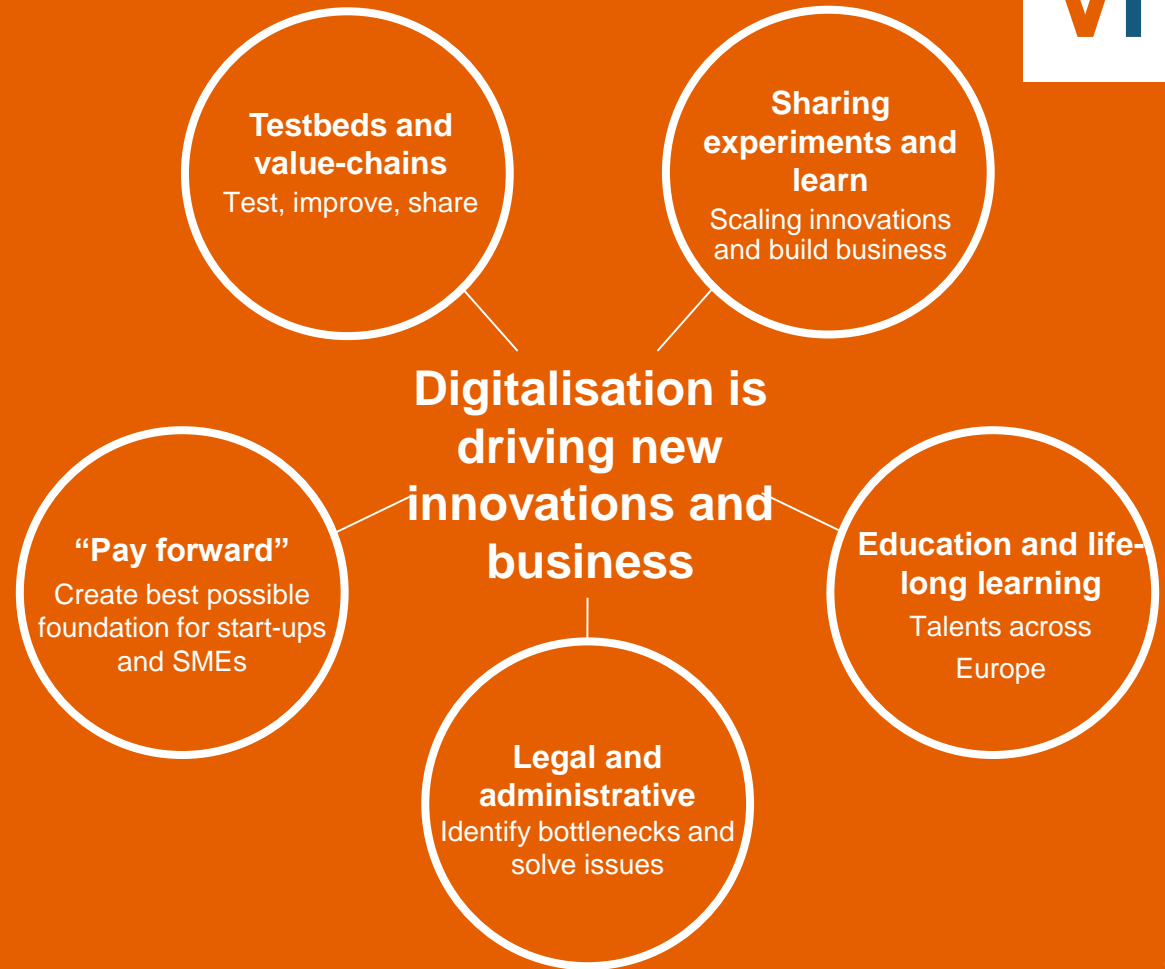 VI
Testbeds and
value-chains
Test, improve, share
Sharing
experiments and
learn
Scaling innovations
and build business
Digitalisation is
driving new
innovations and
business
“Pay forward”
Create best possible
foundation for start-ups
and SMEs
Education and life-
long learning
Talents across
Europe
Legal and
administrative
Identify bottlenecks and
solve issues